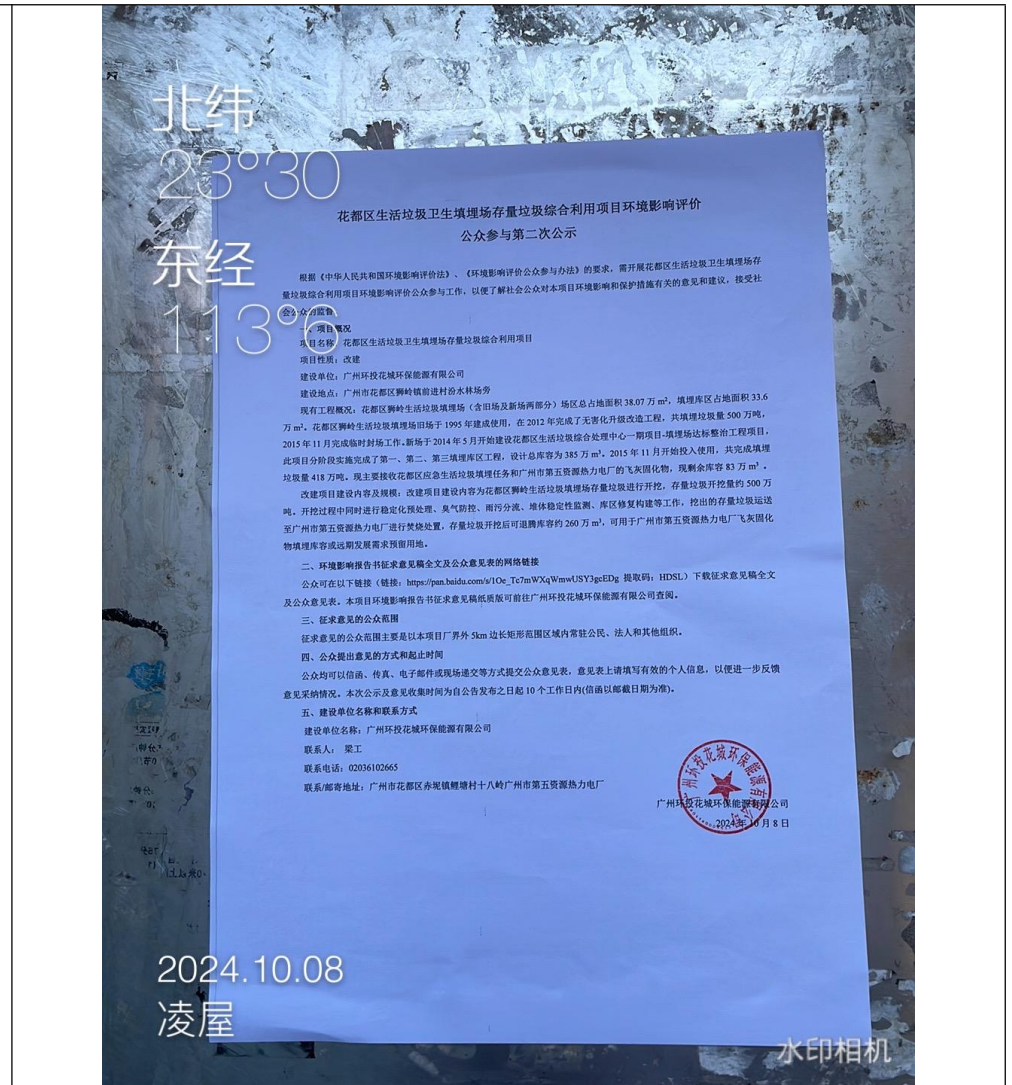 北纬
23°30
东经
113°6
花都区生活垃圾卫生填埋场存量垃圾综合利用项目环境影响评价
公众参与第二次公示
根据《中华人民共和国环境影响评价法》、《环境影响评价公众参与办法》的要求，需开展花都区生活垃圾卫生填埋场存
量垃圾综合利用项目环境影响评价公众参与工作，以便了解社会公众对本项目环境影响和保护措施有关的意见和建议，接受社
会公众的监督
一、项目概况
项目名称：花都区生活垃圾卫生填埋场存量垃圾综合利用项目
项目性质：改建
建设单位：广州环投花城环保能源有限公司
建设地点：广州市花都区狮岭镇前进村汾水林场旁
现有工程概况：花都区狮岭生活垃圾填埋场（含旧场及新场两部分）场区总占地面积 38.07 万 m²，填埋库区占地面积 33.6
万 m²。花都区狮岭生活垃圾填埋场旧场于 1995 年建成使用，在 2012 年完成了无害化升级改造工程，共填埋垃圾量 500 万吨，
2015 年 11 月完成临时封场工作。新场于 2014 年 5 月开始建设花都区生活垃圾综合处理中心一期项目-填埋场达标整治工程项目，
此项目分阶段实施完成了第一、第二、第三填埋库区工程，设计总库容为 385 万 m³。2015 年 11 月开始投入使用，共完成填埋
垃圾量 418 万吨。现主要接收花都区应急生活垃圾填埋任务和广州市第五资源热力电厂的飞灰固化物，现剩余库容 83 万 m³ 。
改建项目建设内容及规模：改建项目建设内容为花都区狮岭生活垃圾填埋场存量垃圾进行开挖，存量垃圾开挖量约 500 万
吨。开挖过程中同时进行稳定化预处理、臭气防控、雨污分流、堆体稳定性监测、库区修复构建等工作，挖出的存量垃圾运送
至广州市第五资源热力电厂进行焚烧处置，存量垃圾开挖后可退腾库容约 260 万 m³，可用于广州市第五资源热力电厂飞灰固化
物填埋库容或远期发展需求预留用地。
二、环境影响报告书征求意见稿全文及公众意见表的网络链接
公众可在以下链接（链接：https://pan.baidu.com/s/1Oe_Tc7mWXqWmwUSY3gcEDg 提取码：HDSL）下载征求意见稿全文
及公众意见表。本项目环境影响报告书征求意见稿纸质版可前往广州环投花城环保能源有限公司查阅。
三、征求意见的公众范围
征求意见的公众范围主要是以本项目厂界外 5km 边长矩形范围区域内常驻公民、法人和其他组织。
四、公众提出意见的方式和起止时间
公众均可以信函、传真、电子邮件或现场递交等方式提交公众意见表，意见表上请填写有效的个人信息，以便进一步反馈
意见采纳情况。本次公示及意见收集时间为自公告发布之日起 10 个工作日内(信函以邮戳日期为准)。
五、建设单位名称和联系方式
建设单位名称：广州环投花城环保能源有限公司
联系人： 梁工
联系电话：02036102665
联系/邮寄地址：广州市花都区赤坭镇鲤塘村十八岭广州市第五资源热力电厂
广州环投花城环保能源有限公司
广州环投花城环保能源有限公司
2024 年 10 月 8 日
2024.10.08
凌屋
水印相机